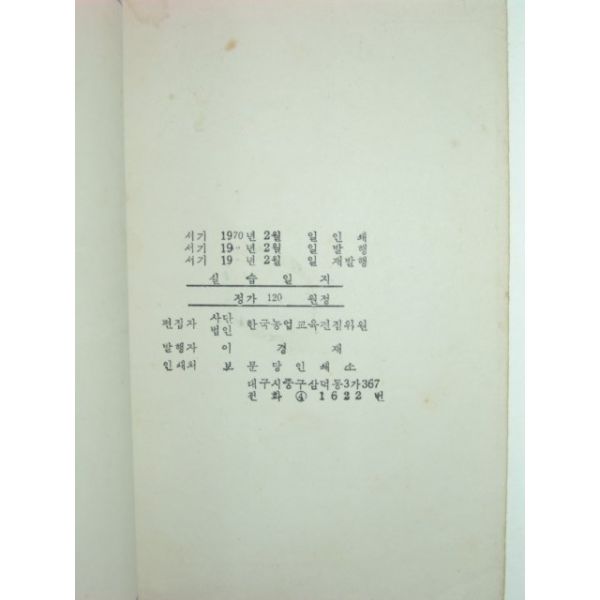 서기 1970년 2월 일 인쇄
서기 19 년 2월 일 발행
서기 19 년 2월 일 재발행
실습일지
정가 120 원정
편집자 사단법인 한국농업교육편집위원
발행자 이경재
인쇄처 보문당인쇄소
대구시중구삼덕동3가367
전화 ④ 1622 번